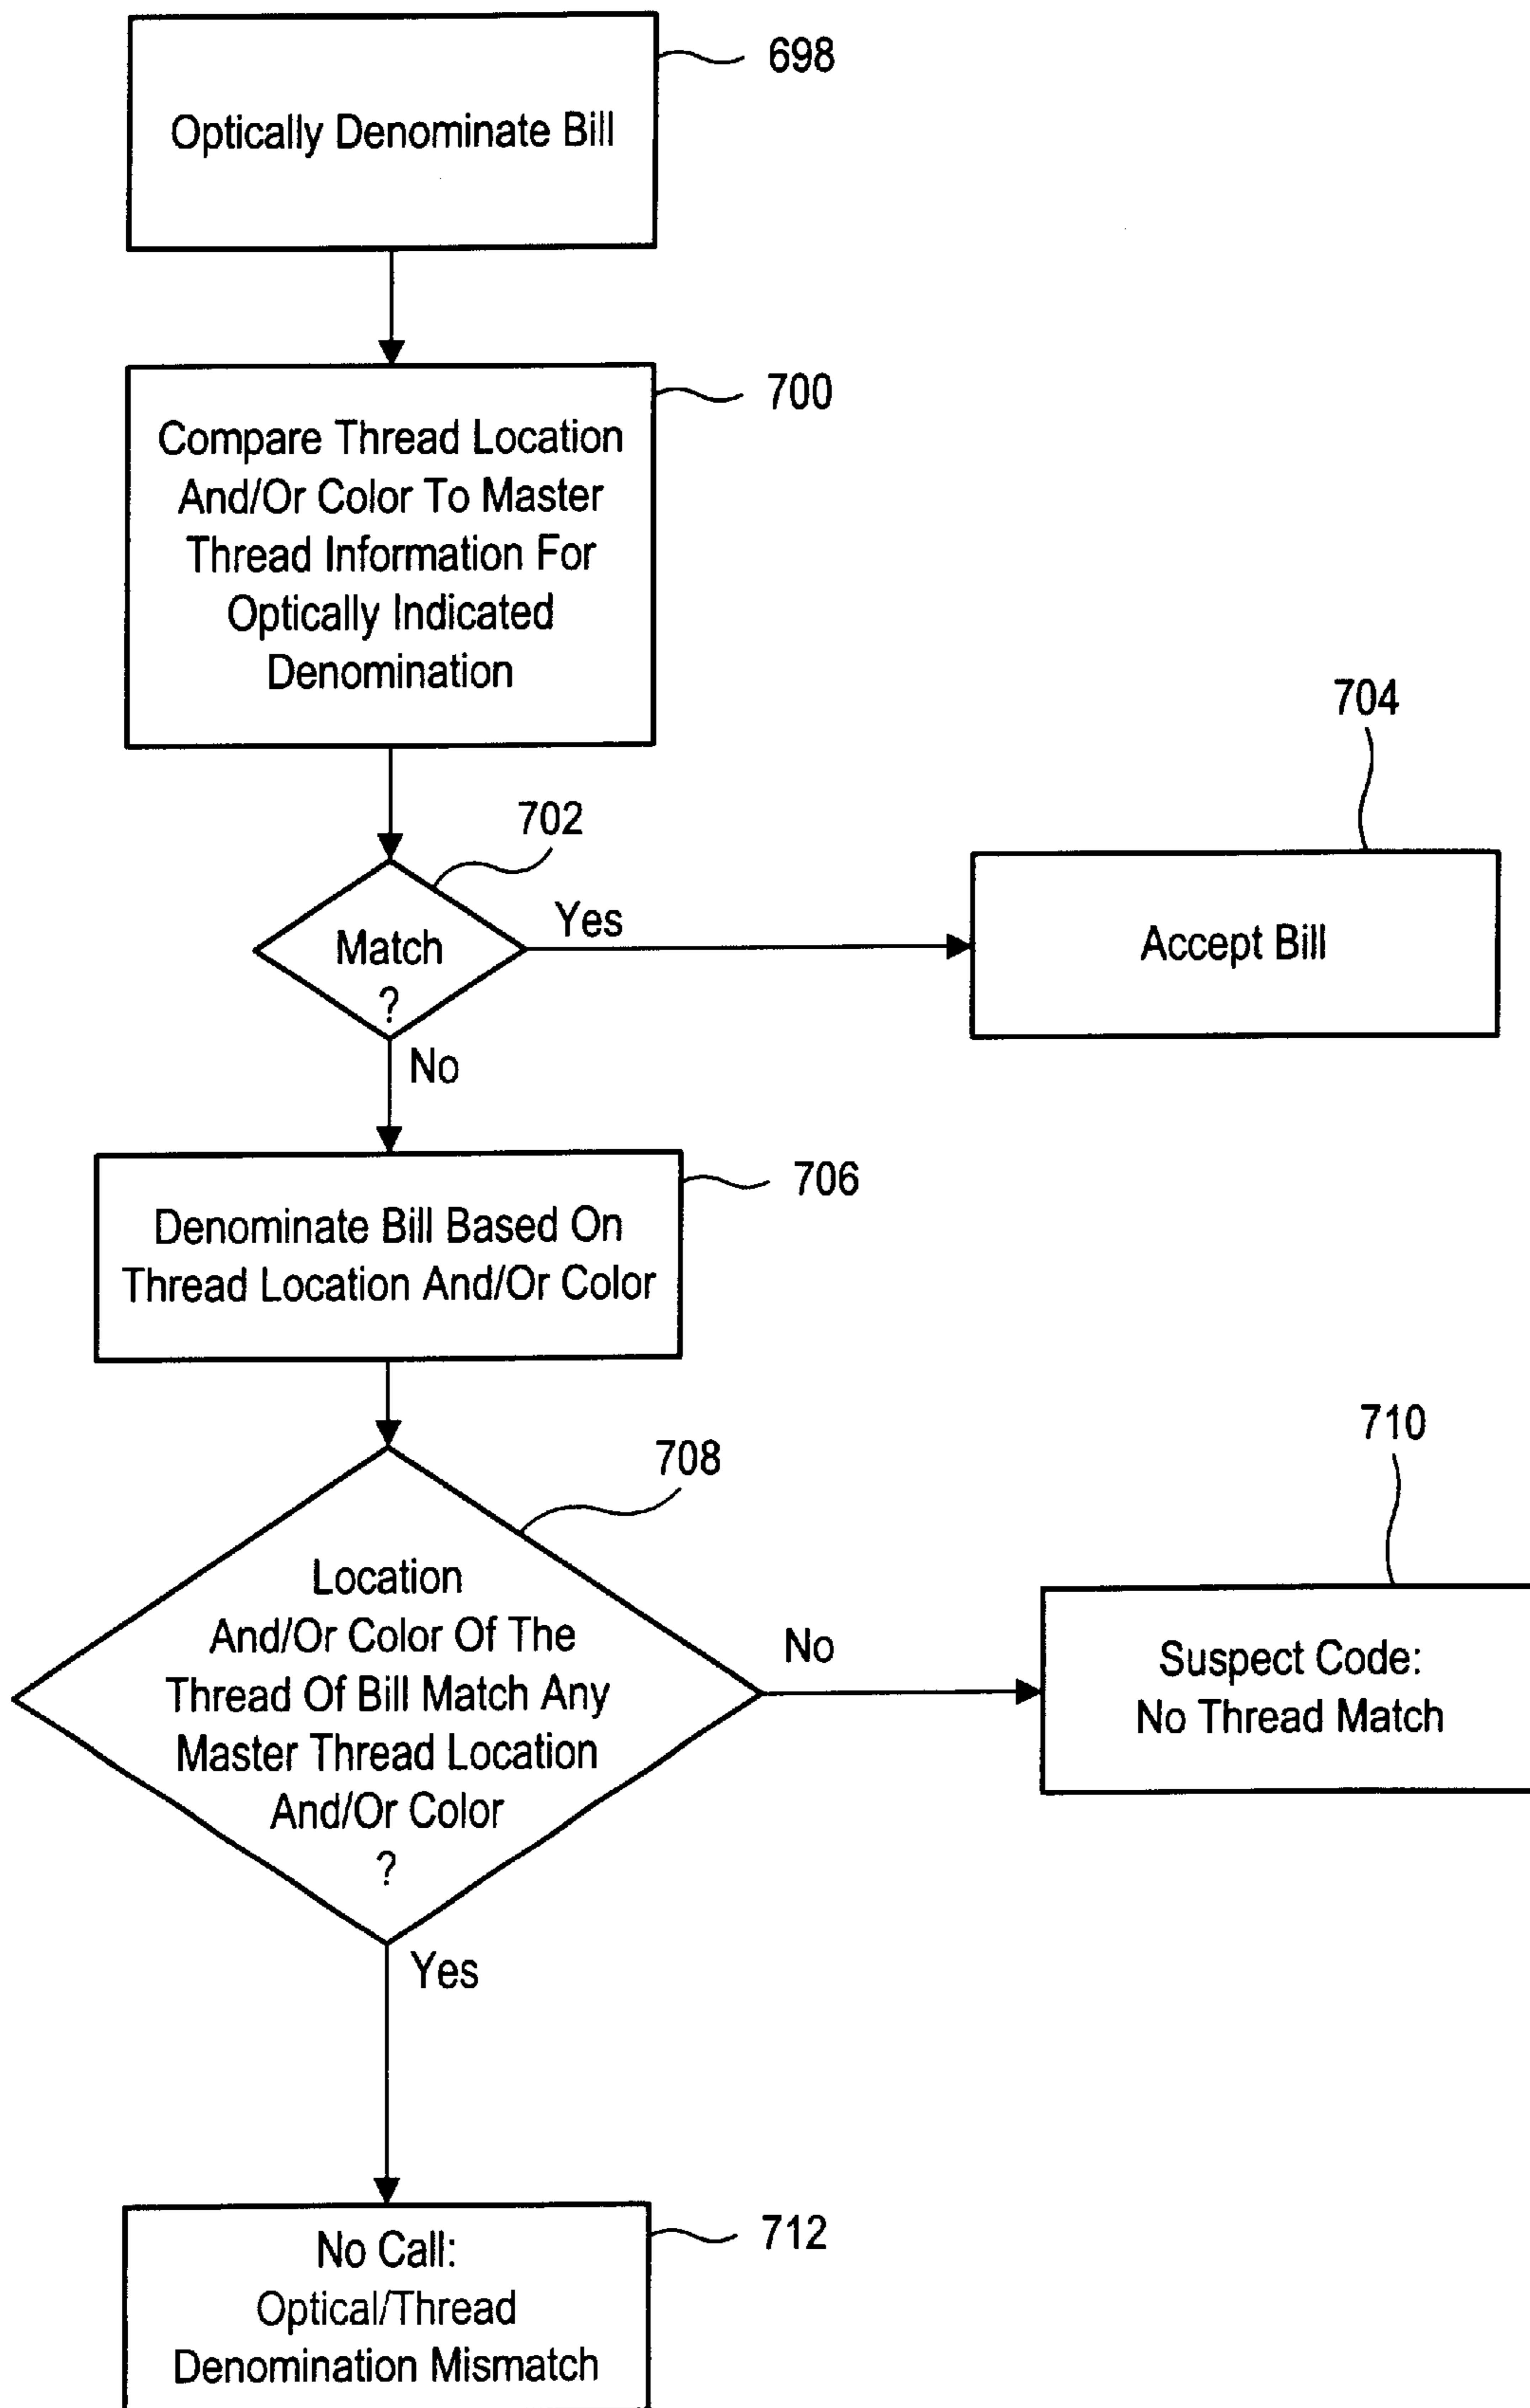 698
Optically Denominate Bill
700
Compare Thread Location
And/Or Color To Master
Thread Information For
Optically Indicated
Denomination
704
702
Match
?
Yes
Accept Bill
No
706
Denominate Bill Based On
Thread Location And/Or Color
710
708
Location
And/Or Color Of The
Thread Of Bill Match Any
Master Thread Location
And/Or Color
?
No
Suspect Code:
No Thread Match
Yes
712
No Call:
Optical/Thread
Denomination Mismatch